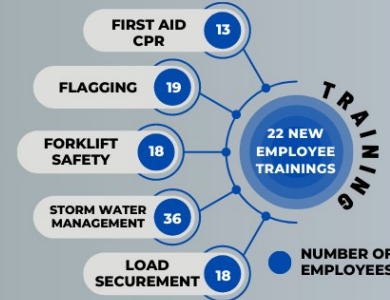 FIRST AID
CPR
13
FLAGGING
19
FORKLIFT
SAFETY
18
STORM WATER
MANAGEMENT
36
LOAD
SECUREMENT
18
22 NEW
EMPLOYEE
TRAININGS
TRAINING
NUMBER OF
EMPLOYEES